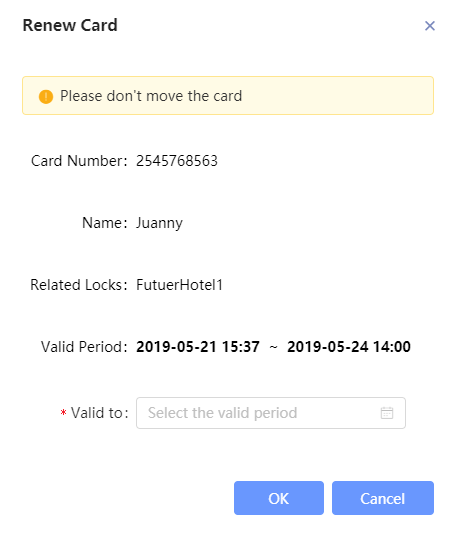 Renew Card
Please don't move the card
Card Number: 2545768563
Name: Juanny
Related Locks: FutuerHotel1
Valid Period: 2019-05-21 15:37 ~ 2019-05-24 14:00
* Valid to: Select the valid period
OK Cancel